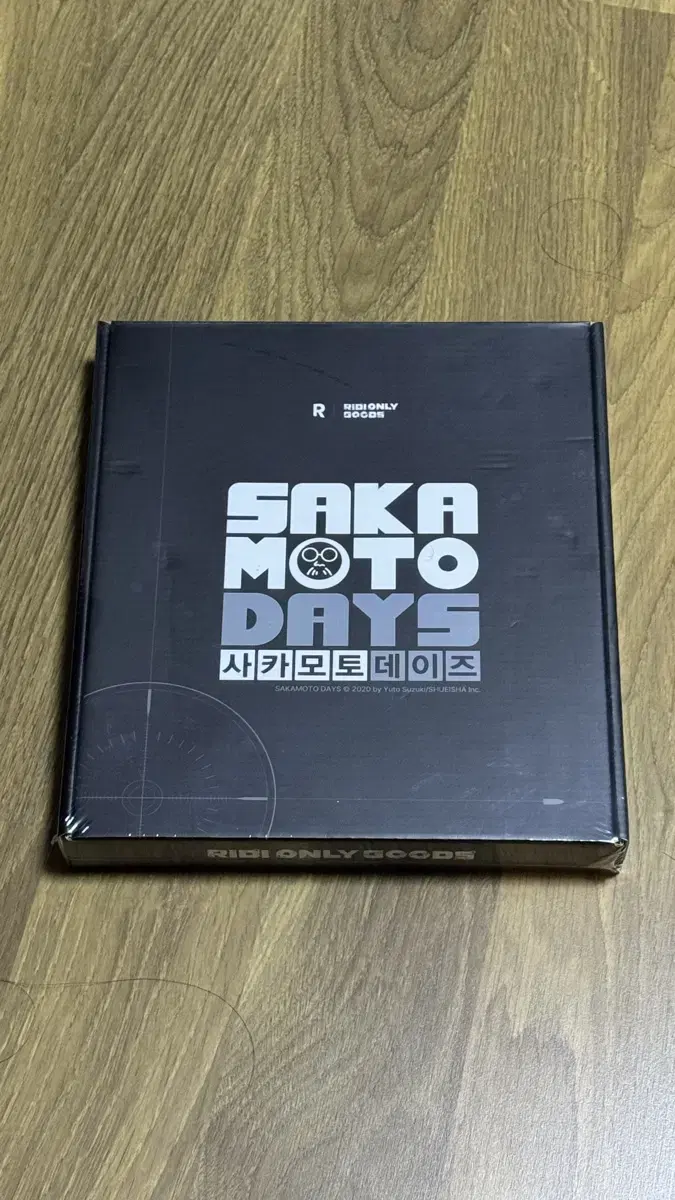 R RIDI ONLY
GOODS
SAKA
MOTO
DAYS
사카모토데이즈
SAKAMOTO DAYS © 2020 by Yuto Suzuki/SHUEISHA Inc.
RIDI ONLY GOODS